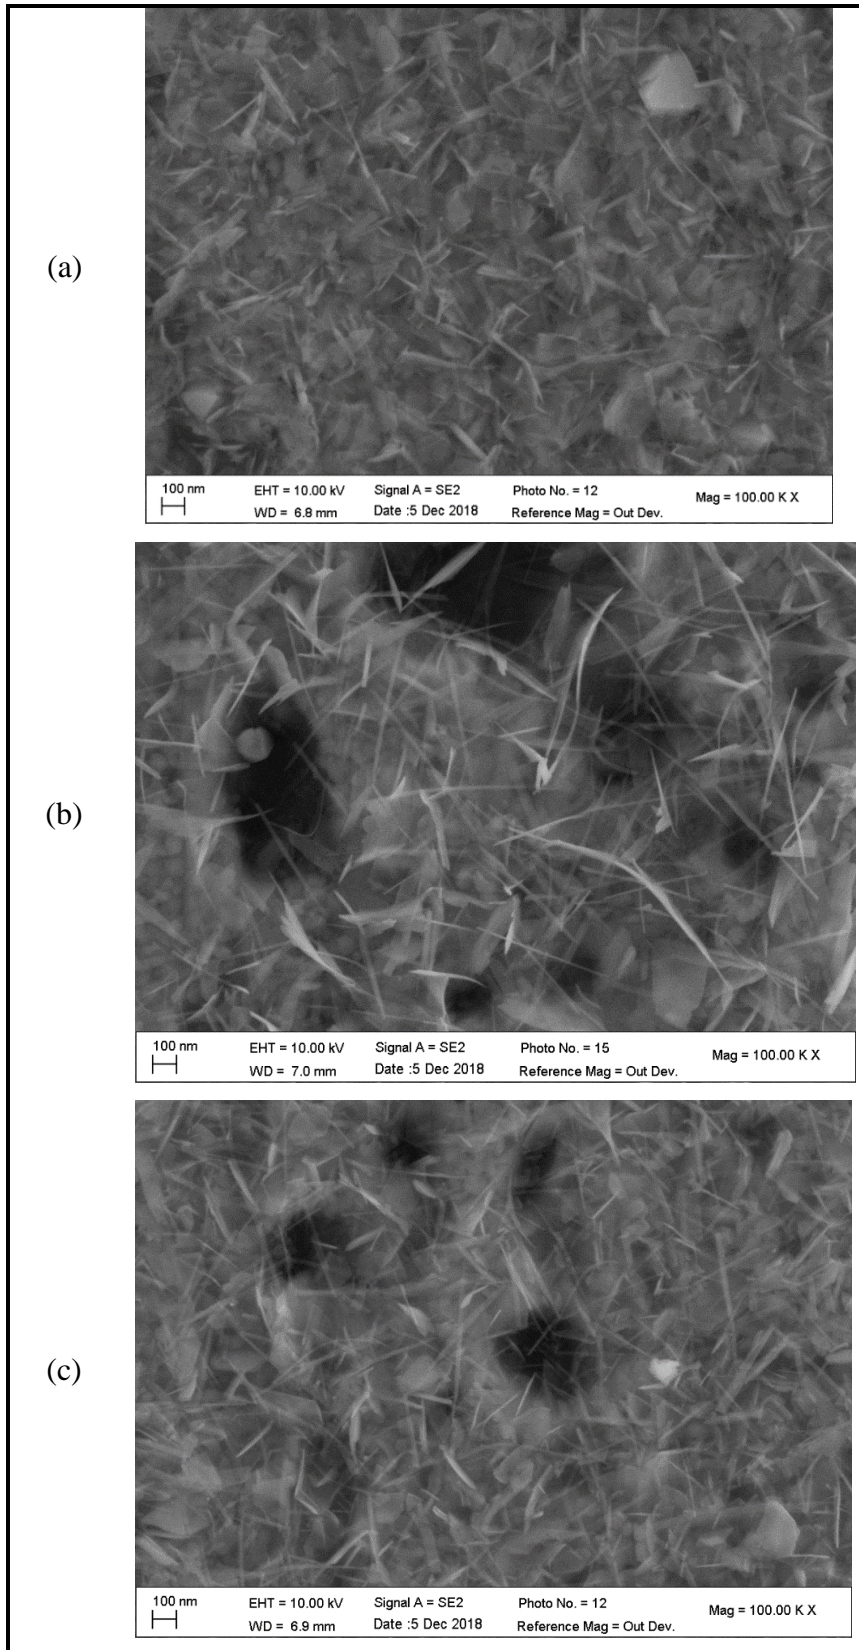 (a)
100 nm EHT = 10.00 kV Signal A = SE2 Photo No. = 12 Mag = 100.00 K X
WD = 6.8 mm Date :5 Dec 2018 Reference Mag = Out Dev.
(b)
100 nm EHT = 10.00 kV Signal A = SE2 Photo No. = 15 Mag = 100.00 K X
WD = 7.0 mm Date :5 Dec 2018 Reference Mag = Out Dev.
(c)
100 nm EHT = 10.00 kV Signal A = SE2 Photo No. = 12 Mag = 100.00 K X
WD = 6.9 mm Date :5 Dec 2018 Reference Mag = Out Dev.